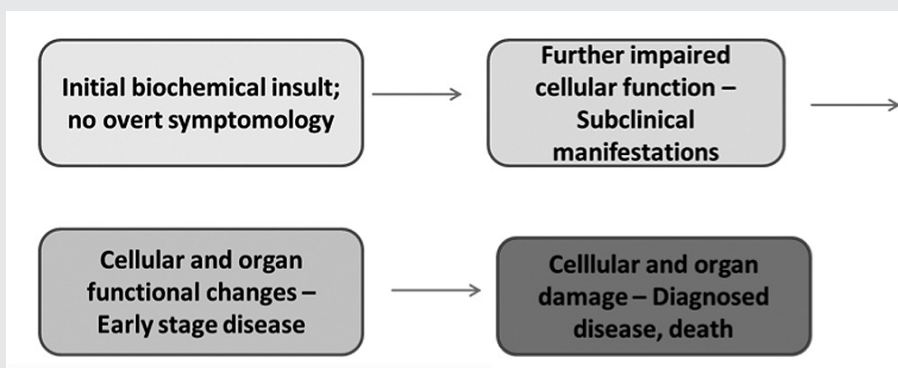 Initial biochemical insult;
no overt symptomology
Further impaired
cellular function –
Subclinical
manifestations
Cellular and organ
functional changes –
Early stage disease
Celllular and organ
damage – Diagnosed
disease, death